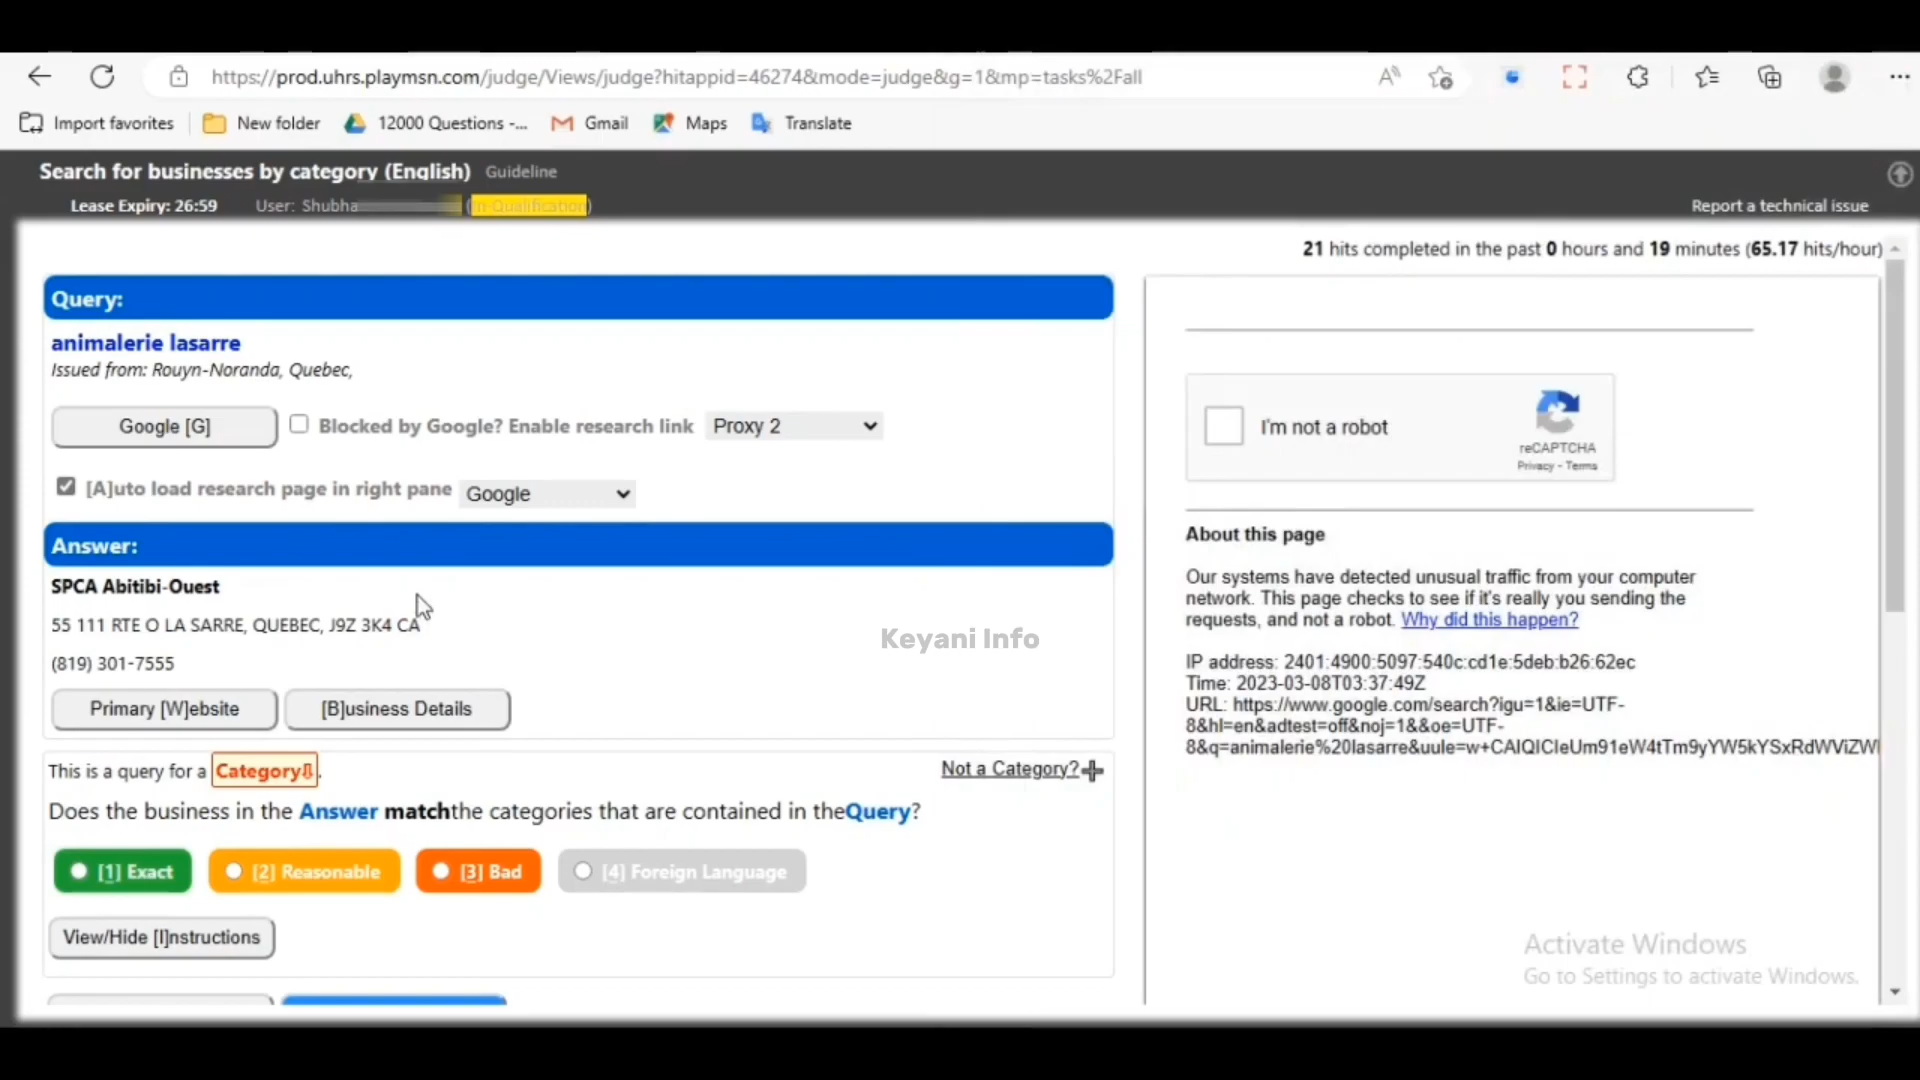 https://prod.uhrs.playmsn.com/judge/Views/judge?hitappid=46274&mode=judge&g=1&mp=tasks%2Fall
Import favorites New folder 12000 Questions -... Gmail Maps Translate
Search for businesses by category (English) Guideline
Lease Expiry: 26:59 User: Shubha (In Qualification) Report a technical issue
21 hits completed in the past 0 hours and 19 minutes (65.17 hits/hour)
Query:
animalerie lasarre
Issued from: Rouyn-Noranda, Quebec,
Google [G] Blocked by Google? Enable research link Proxy 2
[A]uto load research page in right pane Google
Answer:
SPCA Abitibi-Ouest
55 111 RTE O LA SARRE, QUEBEC, J9Z 3K4 CA
(819) 301-7555
Primary [W]ebsite [B]usiness Details
This is a query for a Category⇩. Not a Category?
Does the business in the Answer matchthe categories that are contained in theQuery?
[1] Exact [2] Reasonable [3] Bad [4] Foreign Language
View/Hide [I]nstructions
I'm not a robot
reCAPTCHA
Privacy - Terms
About this page
Our systems have detected unusual traffic from your computer
network. This page checks to see if it's really you sending the
requests, and not a robot. Why did this happen?
IP address: 2401:4900:5097:540c:cd1e:5deb:b26:62ec
Time: 2023-03-08T03:37:49Z
URL: https://www.google.com/search?igu=1&ie=UTF-
8&hl=en&adtest=off&noj=1&&oe=UTF-
8&q=animalerie%20lasarre&uule=w+CAIQICIeUm91eW4tTm9yYW5kYSxRdWViZWI
Keyani Info
Activate Windows
Go to Settings to activate Windows.